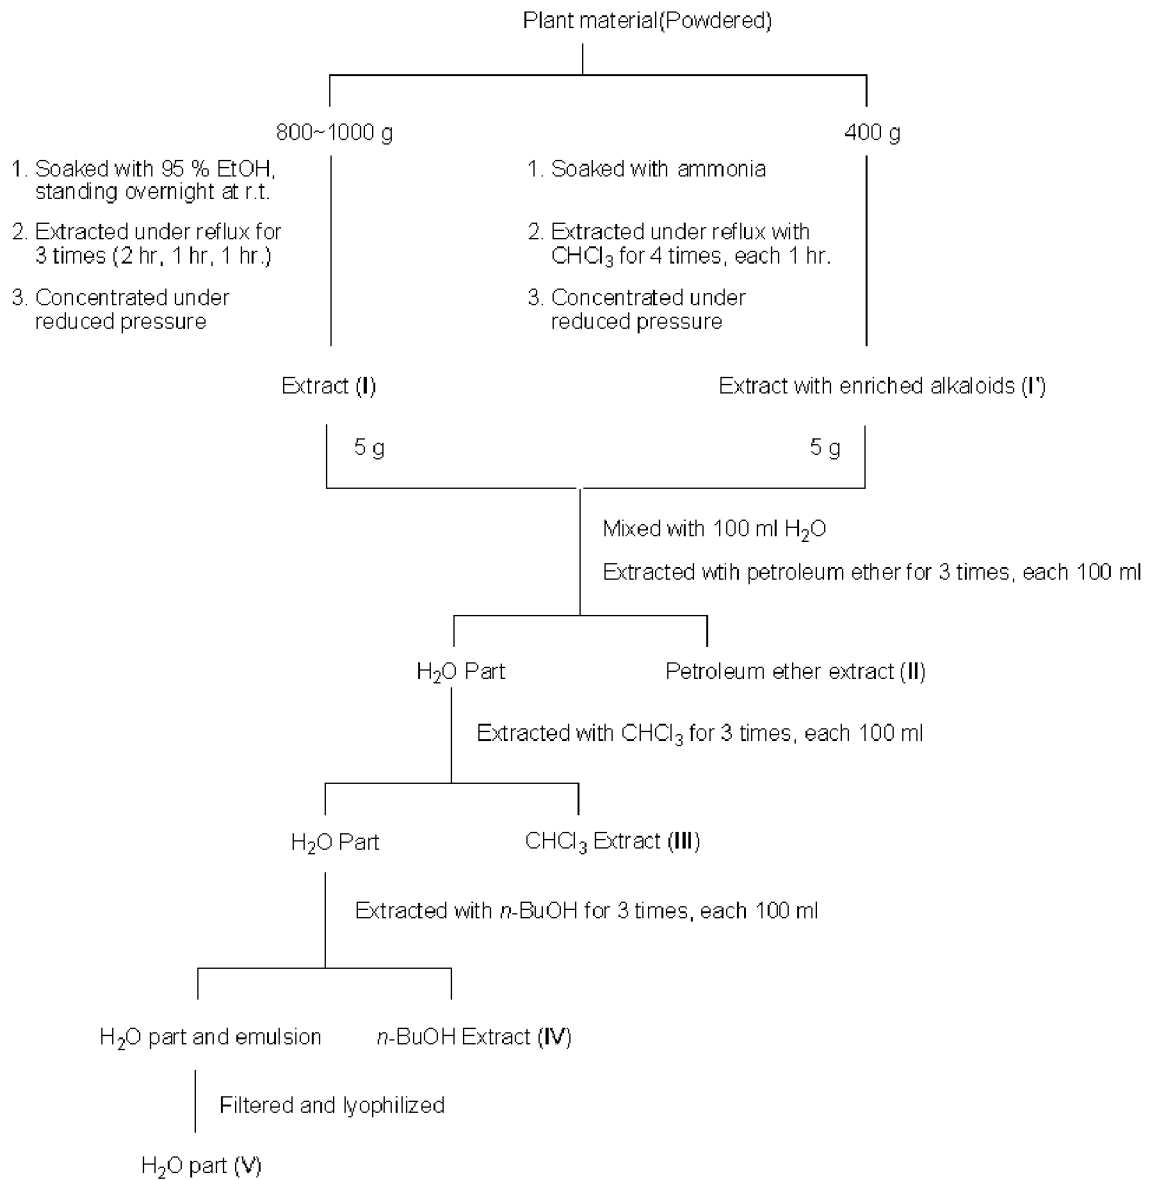 Plant material(Powdered)
800~1000 g
400 g
1. Soaked with 95 % EtOH,
standing overnight at r.t.
2. Extracted under reflux for
3 times (2 hr, 1 hr, 1 hr.)
3. Concentrated under
reduced pressure
1. Soaked with ammonia
2. Extracted under reflux with
CHCl₃ for 4 times, each 1 hr.
3. Concentrated under
reduced pressure
Extract (I)
Extract with enriched alkaloids (I')
5 g
5 g
Mixed with 100 ml H₂O
Extracted wtih petroleum ether for 3 times, each 100 ml
H₂O Part
Petroleum ether extract (II)
Extracted with CHCl₃ for 3 times, each 100 ml
H₂O Part
CHCl₃ Extract (III)
Extracted with n-BuOH for 3 times, each 100 ml
H₂O part and emulsion
n-BuOH Extract (IV)
Filtered and lyophilized
H₂O part (V)